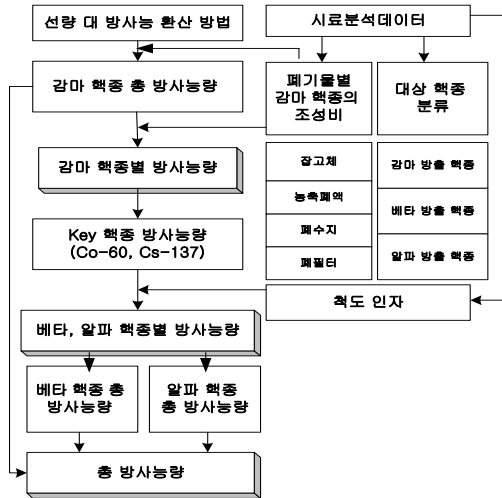 선량 대 방사능 환산 방법
시료분석데이터
감마 핵종 총 방사능량
폐기물별
감마 핵종의
조성비
대상 핵종
분류
감마 핵종별 방사능량
잡고체
농축폐액
폐수지
폐필터
감마 방출 핵종
베타 방출 핵종
알파 방출 핵종
Key 핵종 방사능량
(Co-60, Cs-137)
척도 인자
베타, 알파 핵종별 방사능량
베타 핵종 총
방사능량
알파 핵종
총 방사능량
총 방사능량